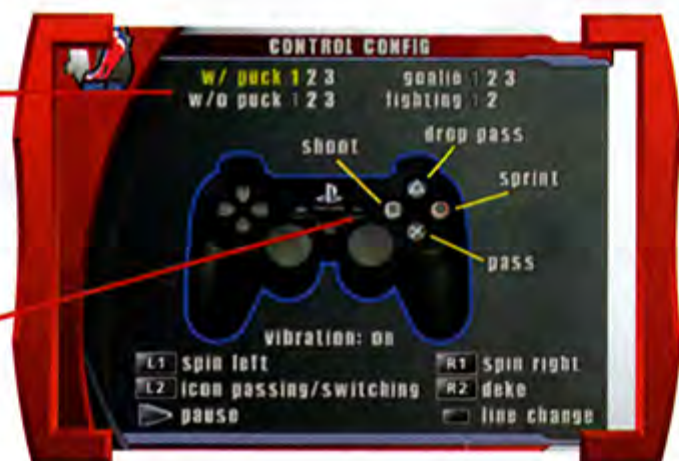 CONTROL CONFIG
w/ puck 1 2 3
goalie 1 2 3
w/o puck 1 2 3
fighting 1 2
drop pass
shoot
sprint
pass
vibration: on
L1 spin left
R1 spin right
L2 icon passing/switching
R2 deke
pause
line change